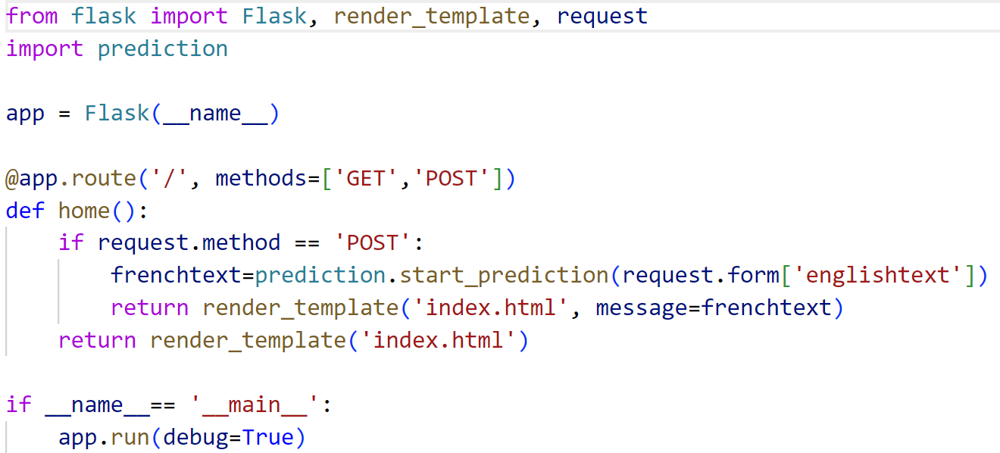 from flask import Flask, render_template, request
import prediction

app = Flask(__name__)

@app.route('/', methods=['GET','POST'])
def home():
    if request.method == 'POST':
        frenchtext=prediction.start_prediction(request.form['englishtext'])
        return render_template('index.html', message=frenchtext)
    return render_template('index.html')

if __name__== '__main__':
    app.run(debug=True)